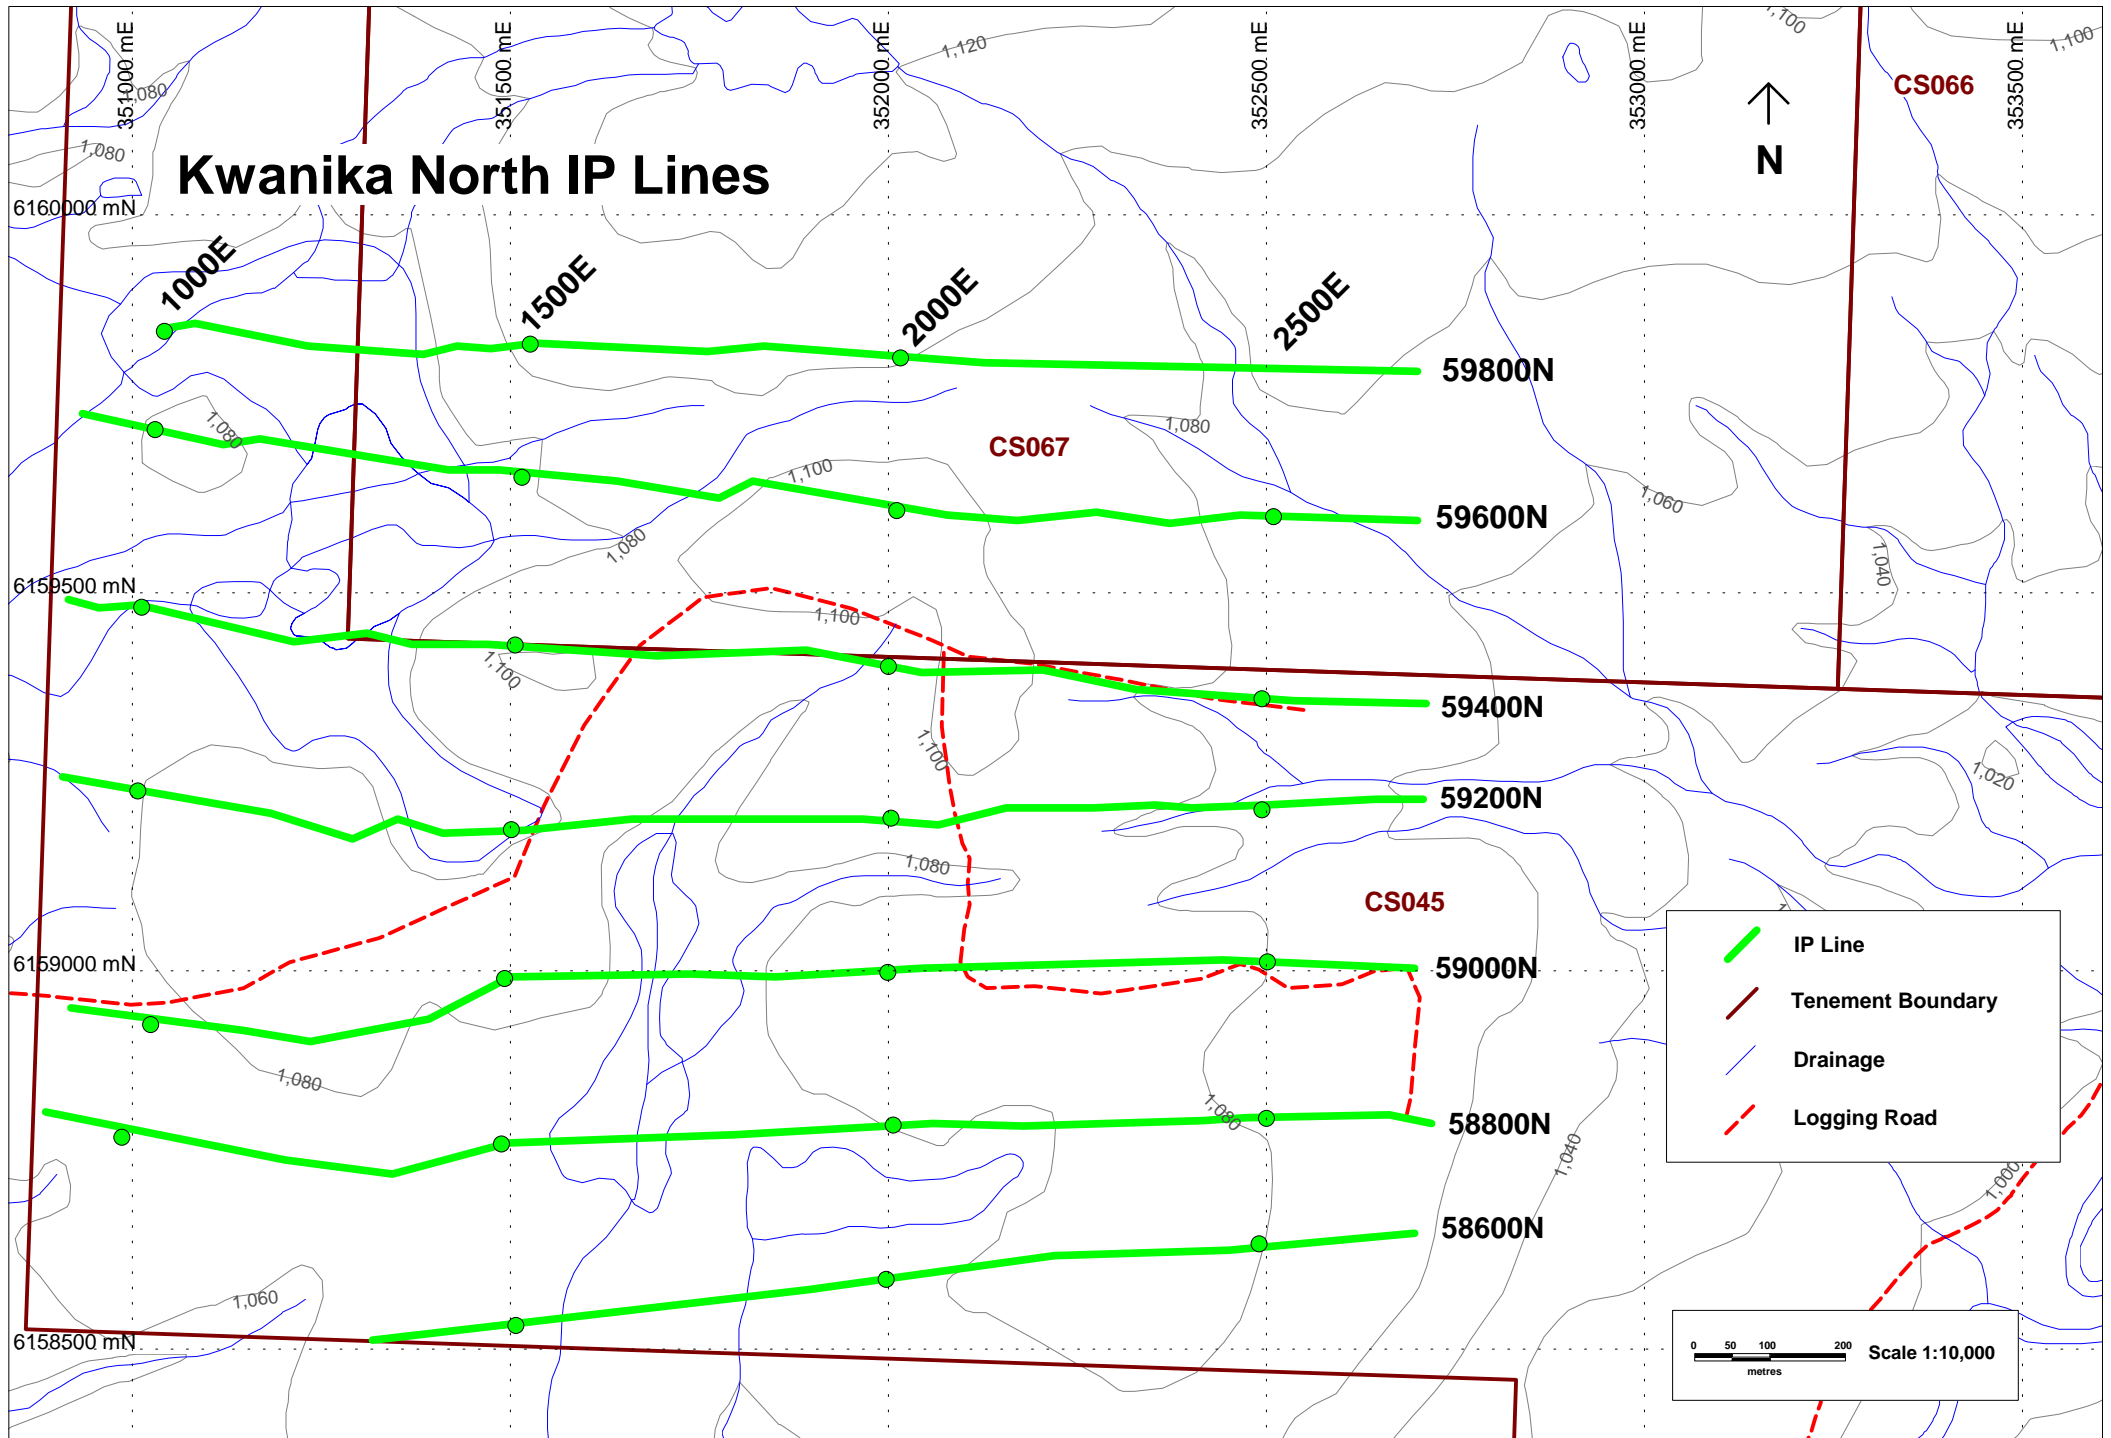 351000 mE
351500 mE
352000 mE
352500 mE
353000 mE
353500 mE
1,100
1,100
1,120
1,080
CS066
1,080
N
Kwanika North IP Lines
6160000 mN
1000E
1500E
2000E
2500E
59800N
1,080
1,080
CS067
1,100
1,060
59600N
1,080
1,040
6159500 mN
1,100
1,100
59400N
1,100
1,020
59200N
1,080
CS045
IP Line
6159000 mN
59000N
Tenement Boundary
1,080
Drainage
1,080
Logging Road
58800N
1,040
1,000
58600N
1,060
6158500 mN
0 50 100 200
Scale 1:10,000
metres